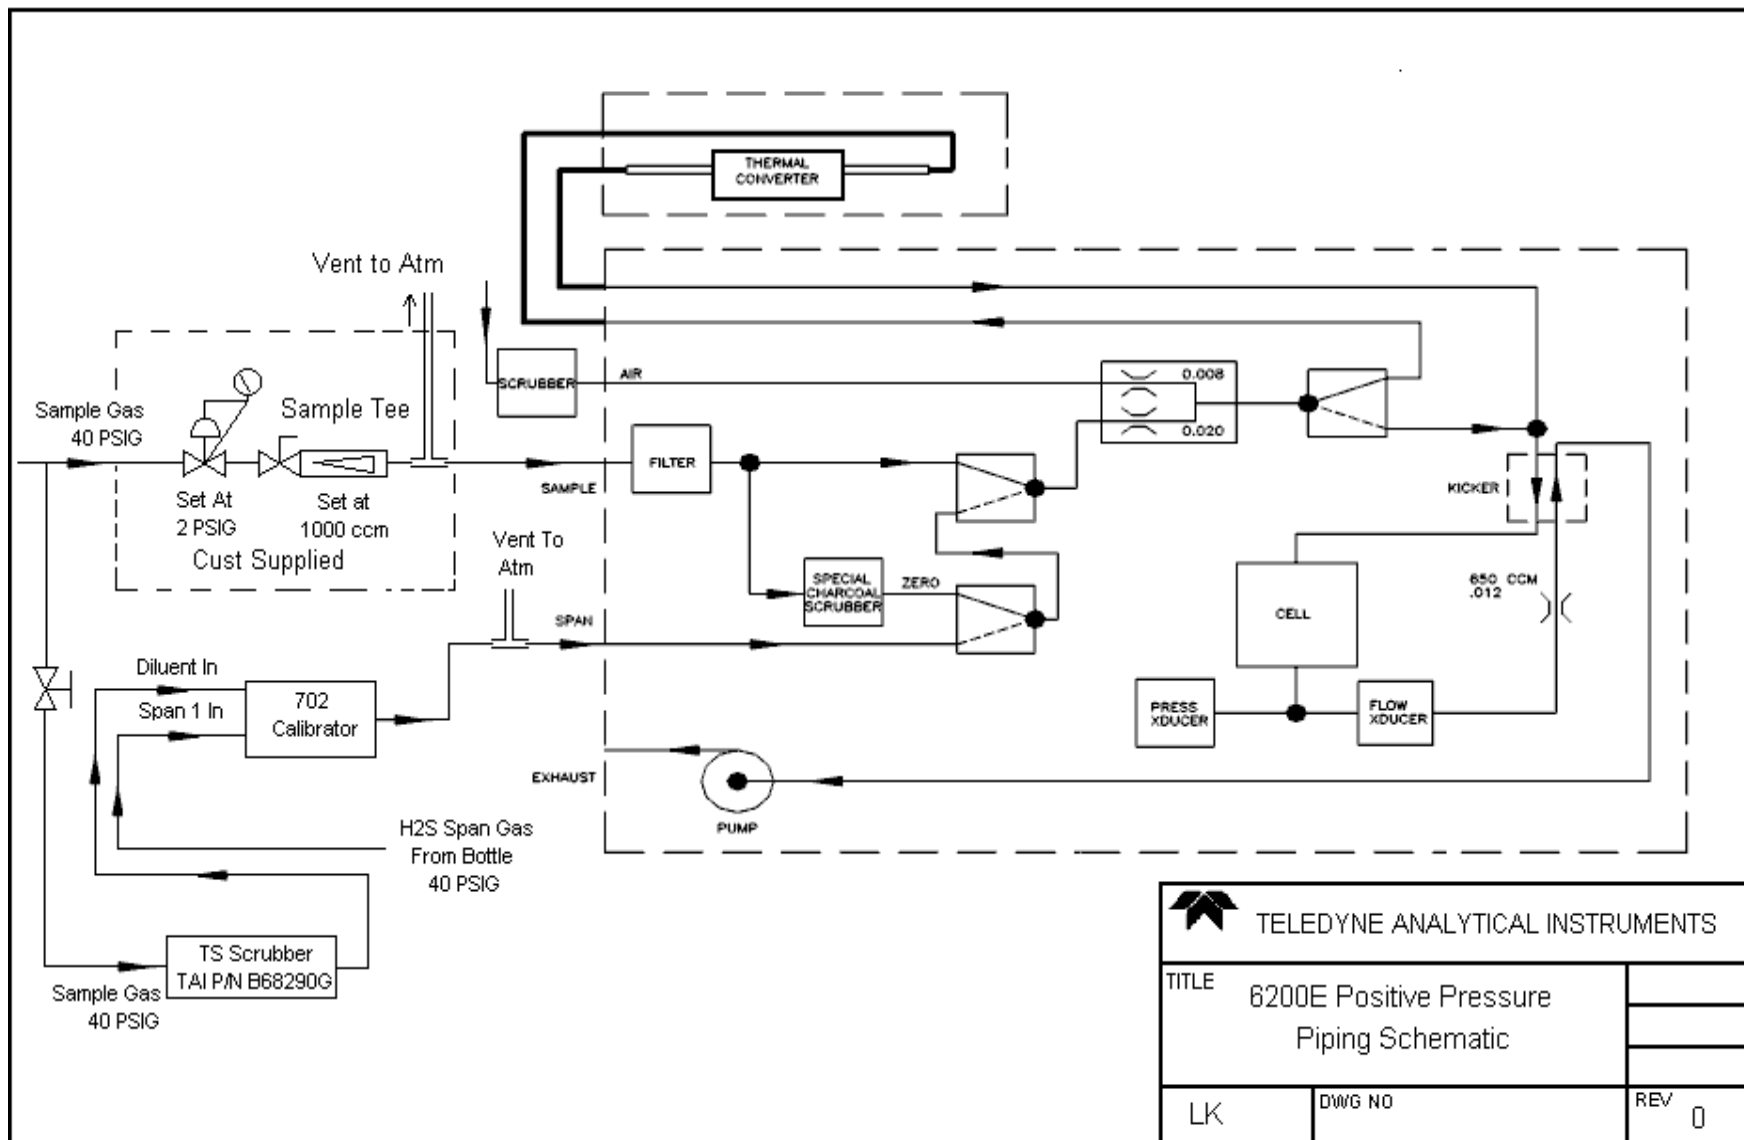 THERMAL
CONVERTER
Vent to Atm
SCRUBBER
AIR
0.008
0.020
Sample Gas
40 PSIG
Sample Tee
Set At
2 PSIG
Set at
1000 ccm
Cust Supplied
FILTER
SAMPLE
KICKER
Vent To
Atm
SPECIAL
CHARCOAL
SCRUBBER
ZERO
SPAN
650 CCM
.012
CELL
Diluent In
Span 1 In
702
Calibrator
PRESS
XDUCER
FLOW
XDUCER
EXHAUST
PUMP
H2S Span Gas
From Bottle
40 PSIG
TS Scrubber
TAI P/N B68290G
Sample Gas
40 PSIG
TELEDYNE ANALYTICAL INSTRUMENTS
TITLE
6200E Positive Pressure
Piping Schematic
LK
DWG NO
REV
0